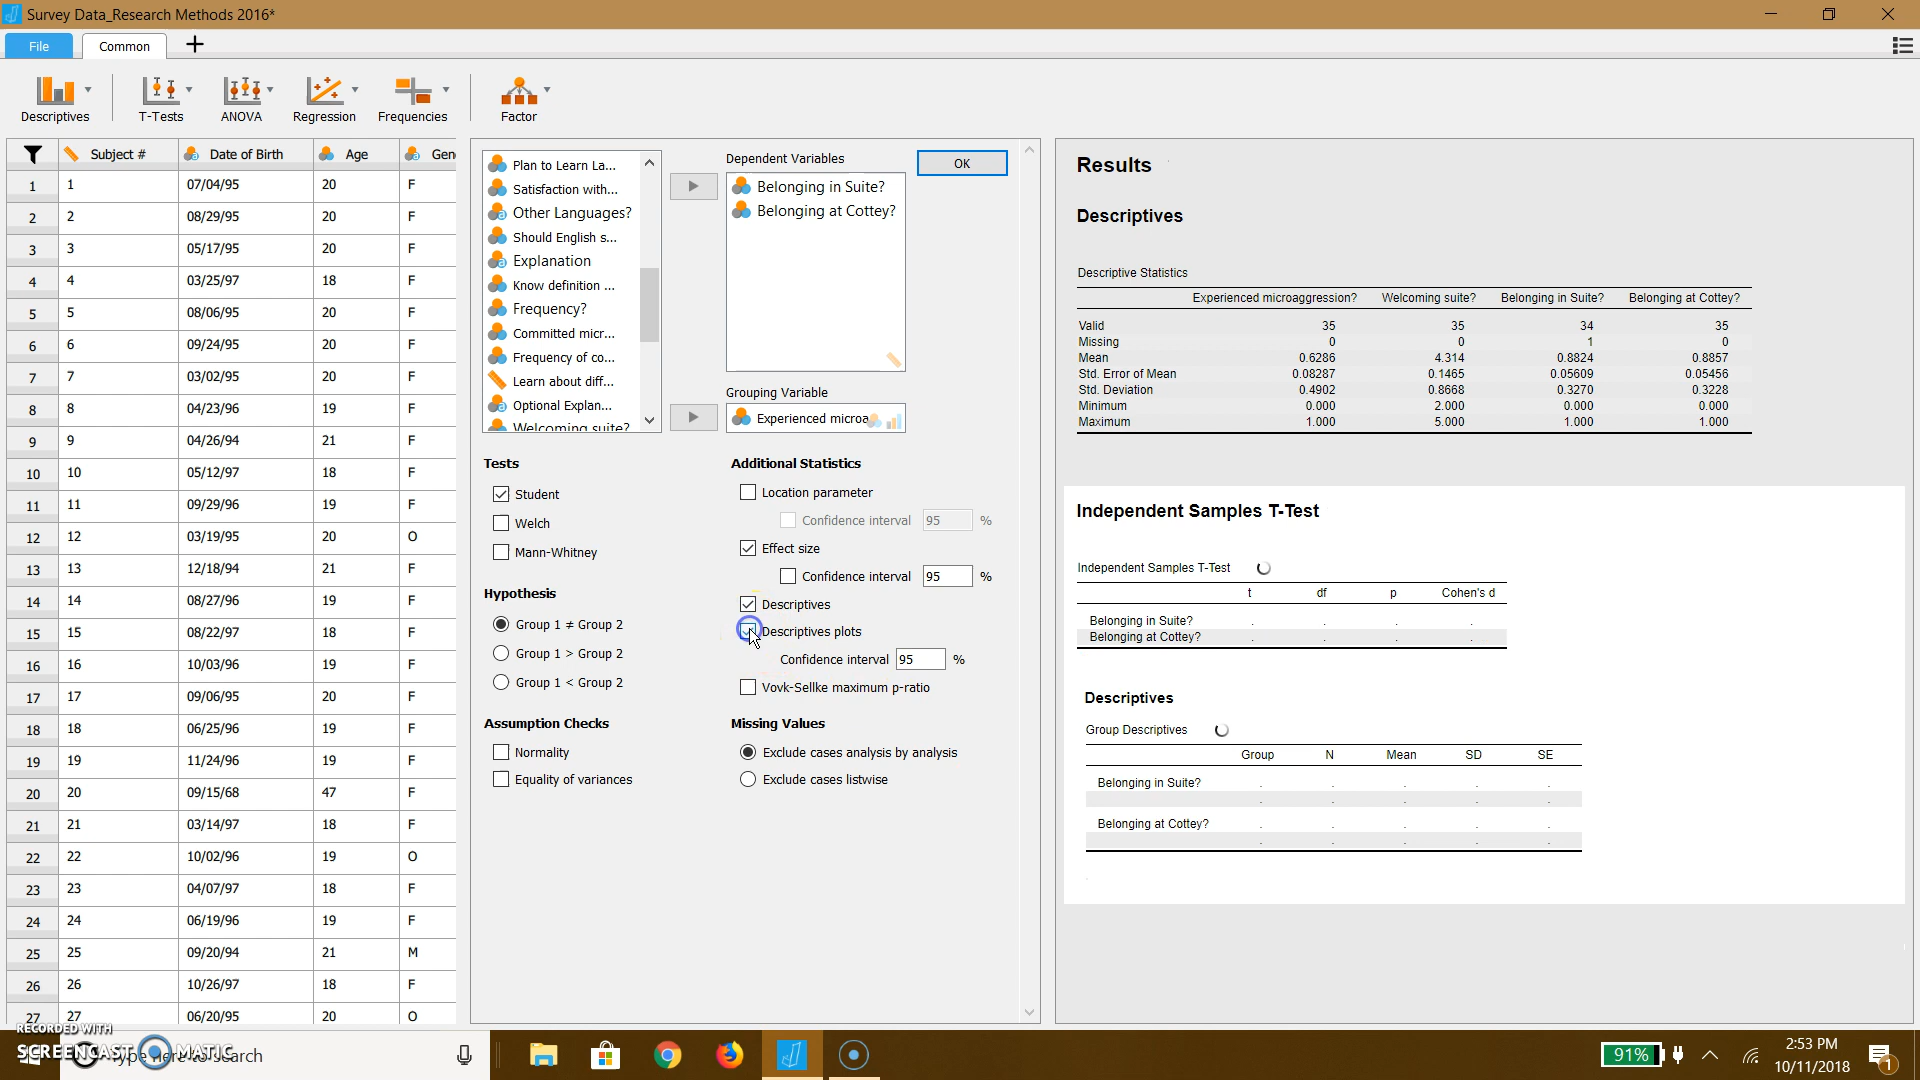 Survey Data_Research Methods 2016*
File
Common
Descriptives
T-Tests
ANOVA
Regression
Frequencies
Factor
Subject #
Date of Birth
Age
Gen
1 1 07/04/95 20 F
2 2 08/29/95 20 F
3 3 05/17/95 20 F
4 4 03/25/97 18 F
5 5 08/06/95 20 F
6 6 09/24/95 20 F
7 7 03/02/95 20 F
8 8 04/23/96 19 F
9 9 04/26/94 21 F
10 10 05/12/97 18 F
11 11 09/29/96 19 F
12 12 03/19/95 20 O
13 13 12/18/94 21 F
14 14 08/27/96 19 F
15 15 08/22/97 18 F
16 16 10/03/96 19 F
17 17 09/06/95 20 F
18 18 06/25/96 19 F
19 19 11/24/96 19 F
20 20 09/15/68 47 F
21 21 03/14/97 18 F
22 22 10/02/96 19 O
23 23 04/07/97 18 F
24 24 06/19/96 19 F
25 25 09/20/94 21 M
26 26 10/26/97 18 F
27 27 06/20/95 20 O
Plan to Learn La...
Satisfaction with...
Other Languages?
Should English s...
Explanation
Know definition ...
Frequency?
Committed micr...
Frequency of co...
Learn about diff...
Optional Explan...
Welcoming suite?
Dependent Variables
Belonging in Suite?
Belonging at Cottey?
OK
Grouping Variable
Experienced microa
Tests
Student
Welch
Mann-Whitney
Hypothesis
Group 1 ≠ Group 2
Group 1 > Group 2
Group 1 < Group 2
Assumption Checks
Normality
Equality of variances
Additional Statistics
Location parameter
Confidence interval 95 %
Effect size
Confidence interval 95 %
Descriptives
Descriptives plots
Confidence interval 95 %
Vovk-Sellke maximum p-ratio
Missing Values
Exclude cases analysis by analysis
Exclude cases listwise
Results
Descriptives
Descriptive Statistics
Experienced microaggression? Welcoming suite? Belonging in Suite? Belonging at Cottey?
Valid 35 35 34 35
Missing 0 0 1 0
Mean 0.6286 4.314 0.8824 0.8857
Std. Error of Mean 0.08287 0.1465 0.05609 0.05456
Std. Deviation 0.4902 0.8668 0.3270 0.3228
Minimum 0.000 2.000 0.000 0.000
Maximum 1.000 5.000 1.000 1.000
Independent Samples T-Test
Independent Samples T-Test
t df p Cohen's d
Belonging in Suite? . . . .
Belonging at Cottey? . . . .
Descriptives
Group Descriptives
Group N Mean SD SE
Belonging in Suite? . . . . .
. . . . .
Belonging at Cottey? . . . . .
. . . . .
RECORDED WITH
SCREENCAST MATIC
Type here to search
91%
2:53 PM
10/11/2018
1